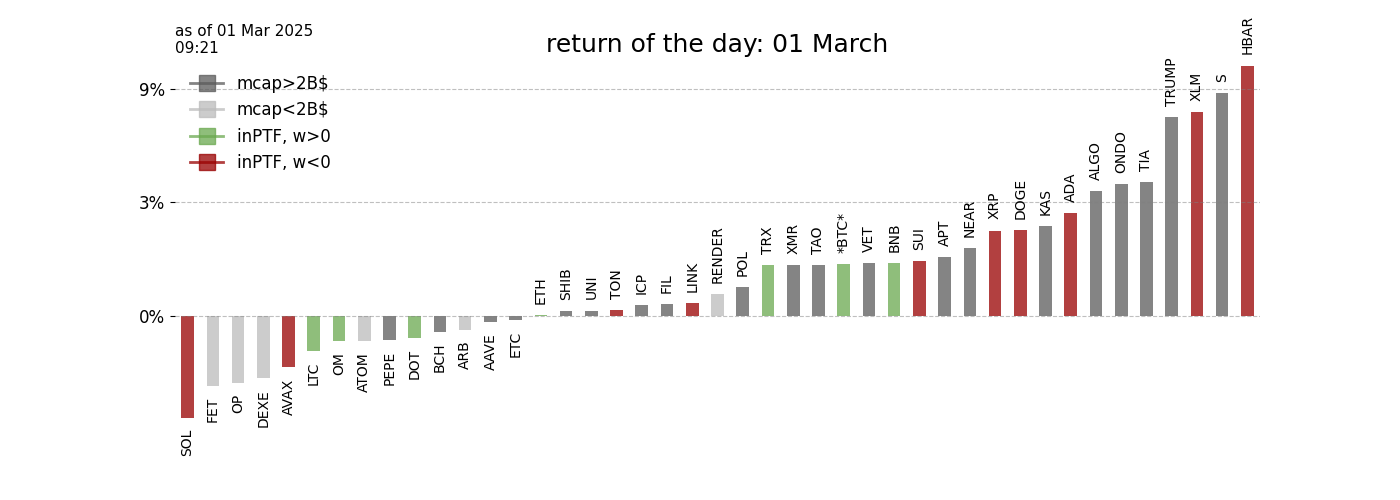 as of 01 Mar 2025
09:21
return of the day: 01 March
mcap>2B$
mcap<2B$
inPTF, w>0
inPTF, w<0
9%
3%
0%
SOL
FET
OP
DEXE
AVAX
LTC
OM
ATOM
PEPE
DOT
BCH
ARB
AAVE
ETC
ETH
SHIB
UNI
TON
ICP
FIL
LINK
RENDER
POL
TRX
XMR
TAO
*BTC*
VET
BNB
SUI
APT
NEAR
XRP
DOGE
KAS
ADA
ALGO
ONDO
TIA
TRUMP
XLM
S
HBAR